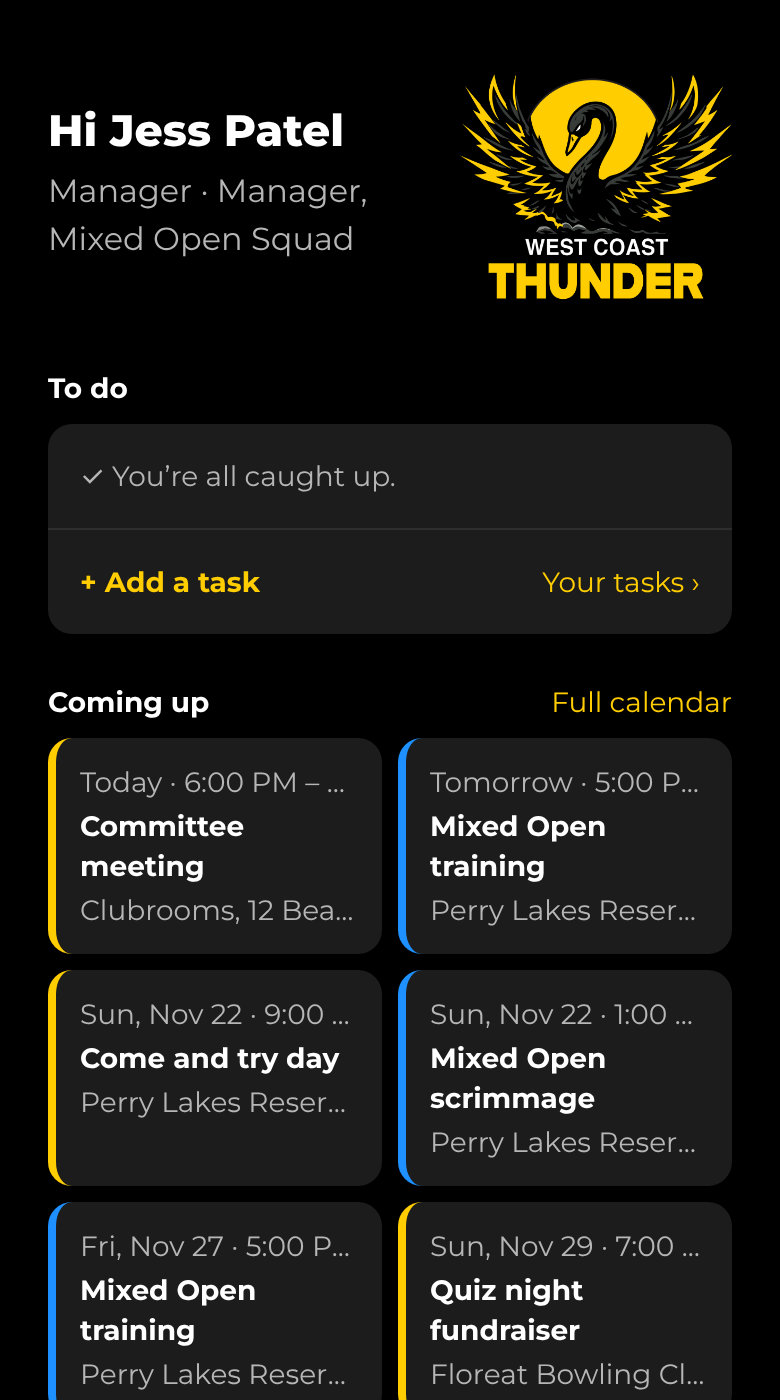 Hi Jess Patel
Manager · Manager,
Mixed Open Squad
WEST COAST
THUNDER
To do
✓ You’re all caught up.
+ Add a task
Your tasks ›
Coming up
Full calendar
Today · 6:00 PM – ...
Committee
meeting
Clubrooms, 12 Bea...
Tomorrow · 5:00 P...
Mixed Open
training
Perry Lakes Reser...
Sun, Nov 22 · 9:00 ...
Come and try day
Perry Lakes Reser...
Sun, Nov 22 · 1:00 ...
Mixed Open
scrimmage
Perry Lakes Reser...
Fri, Nov 27 · 5:00 P...
Mixed Open
training
Perry Lakes Reser...
Sun, Nov 29 · 7:00 ...
Quiz night
fundraiser
Floreat Bowling Cl...